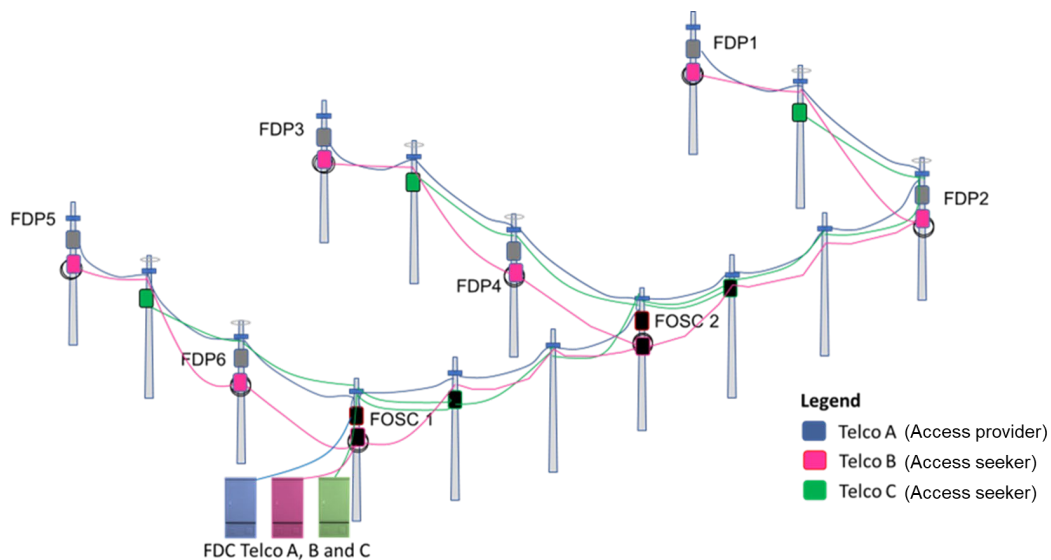 FDP1
FDP3
FDP2
FDP5
FDP4
FOSC 2
FDP6
FOSC 1
Legend
Telco A (Access provider)
Telco B (Access seeker)
Telco C (Access seeker)
FDC Telco A, B and C